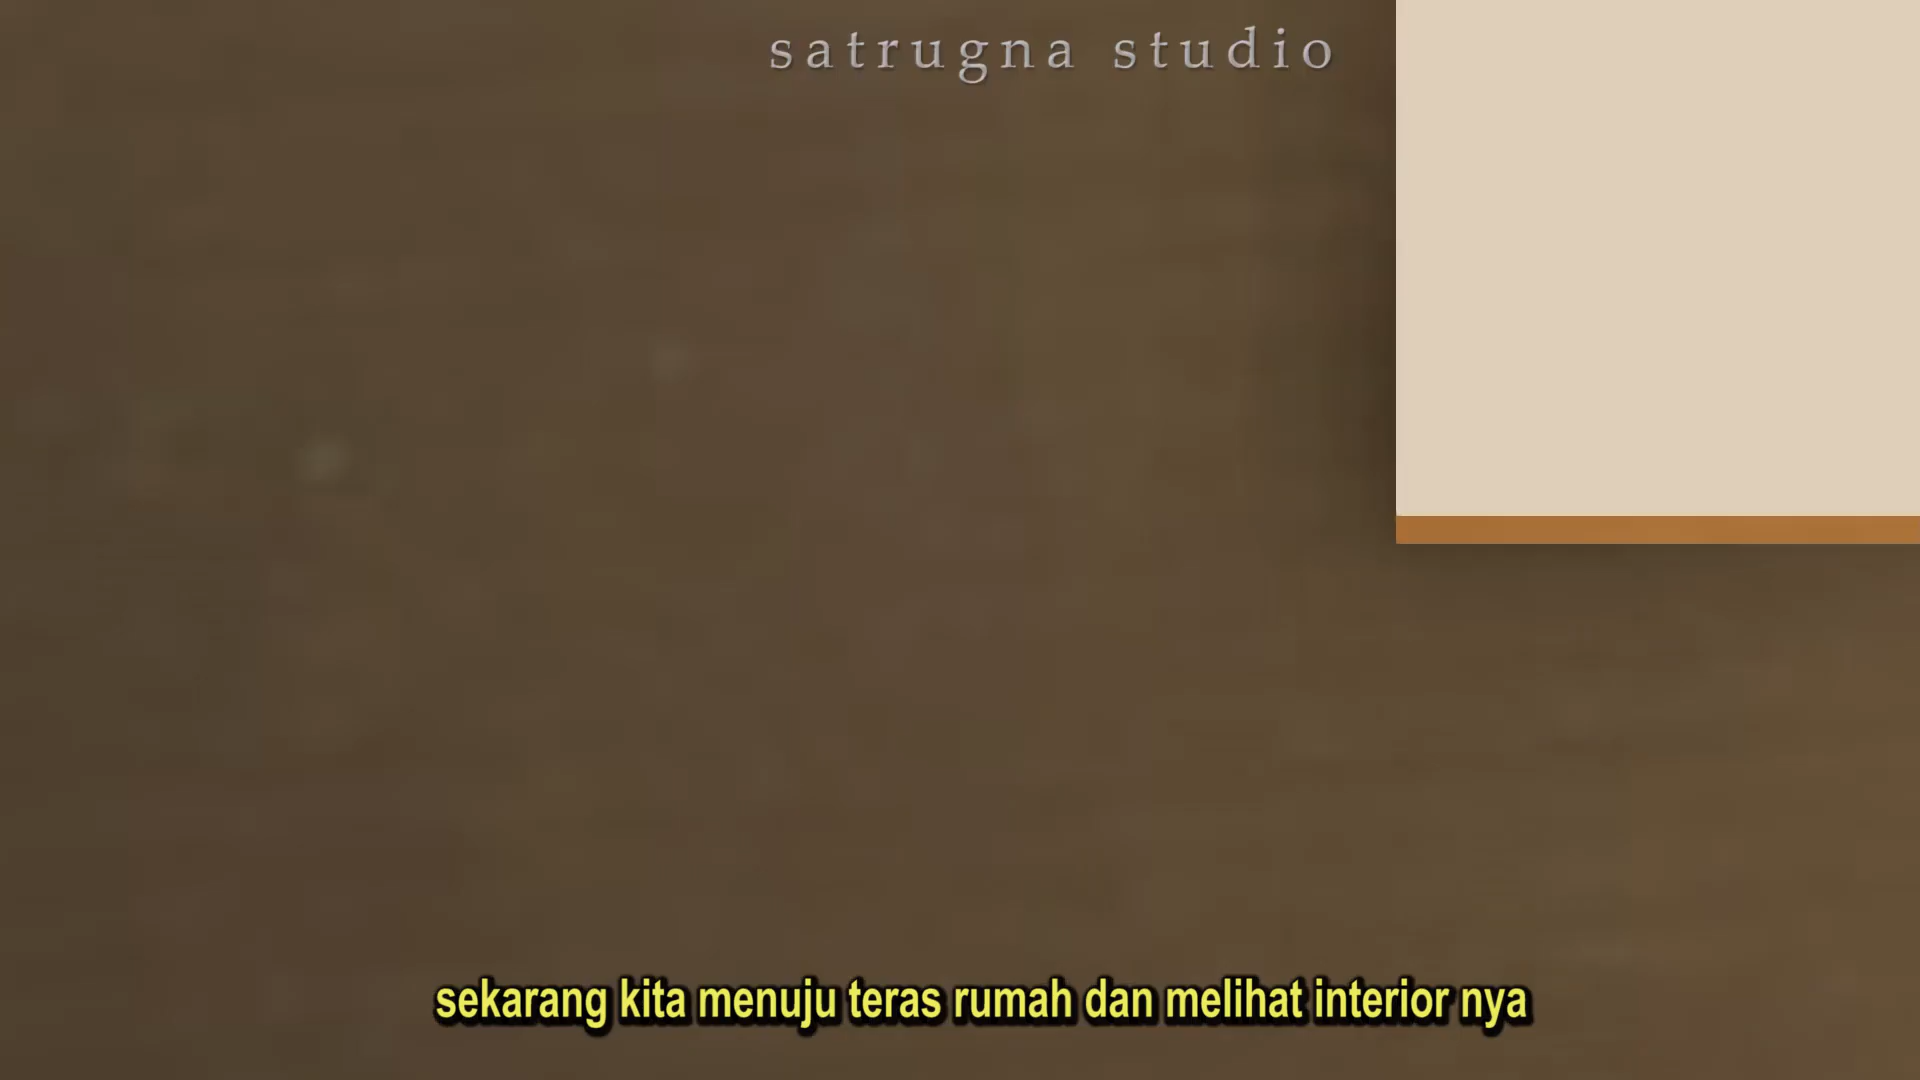 satrugna studio
sekarang kita menuju teras rumah dan melihat interior nya